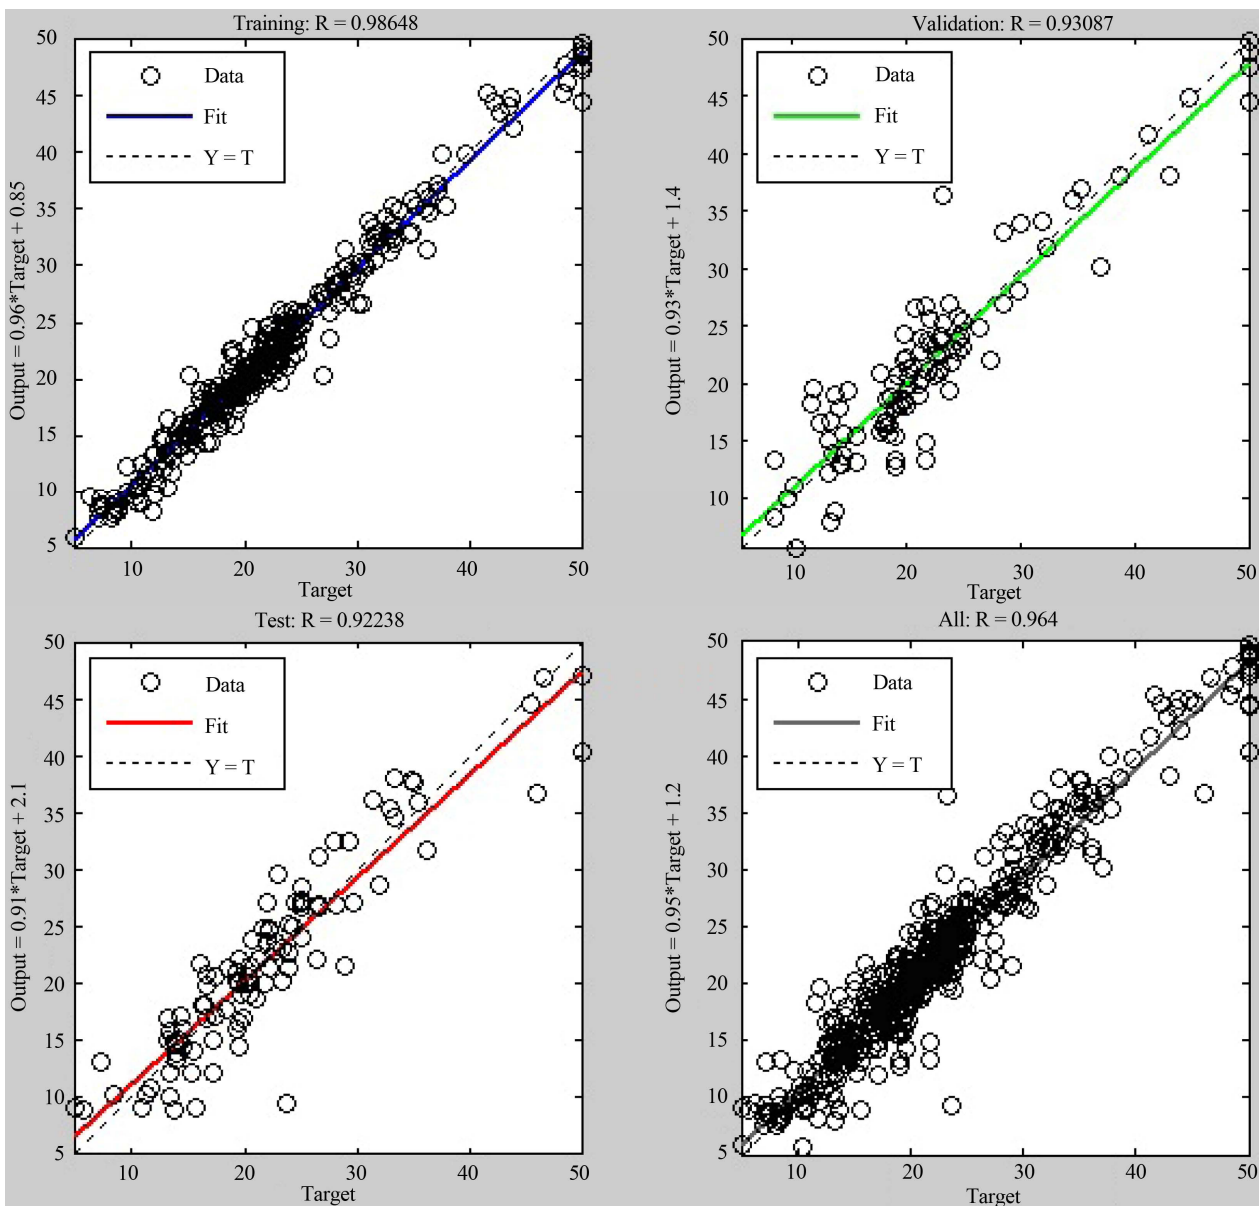 Training: R = 0.98648
Output = 0.96*Target + 0.85
50
45
40
35
30
25
20
15
10
5
Data
Fit
Y = T
10
20
30
40
50
Target
Validation: R = 0.93087
Output = 0.93*Target + 1.4
50
45
40
35
30
25
20
15
10
Data
Fit
Y = T
10
20
30
40
50
Target
Test: R = 0.92238
Output = 0.91*Target + 2.1
50
45
40
35
30
25
20
15
10
5
Data
Fit
Y = T
10
20
30
40
50
Target
All: R = 0.964
Output = 0.95*Target + 1.2
50
45
40
35
30
25
20
15
10
5
Data
Fit
Y = T
10
20
30
40
50
Target